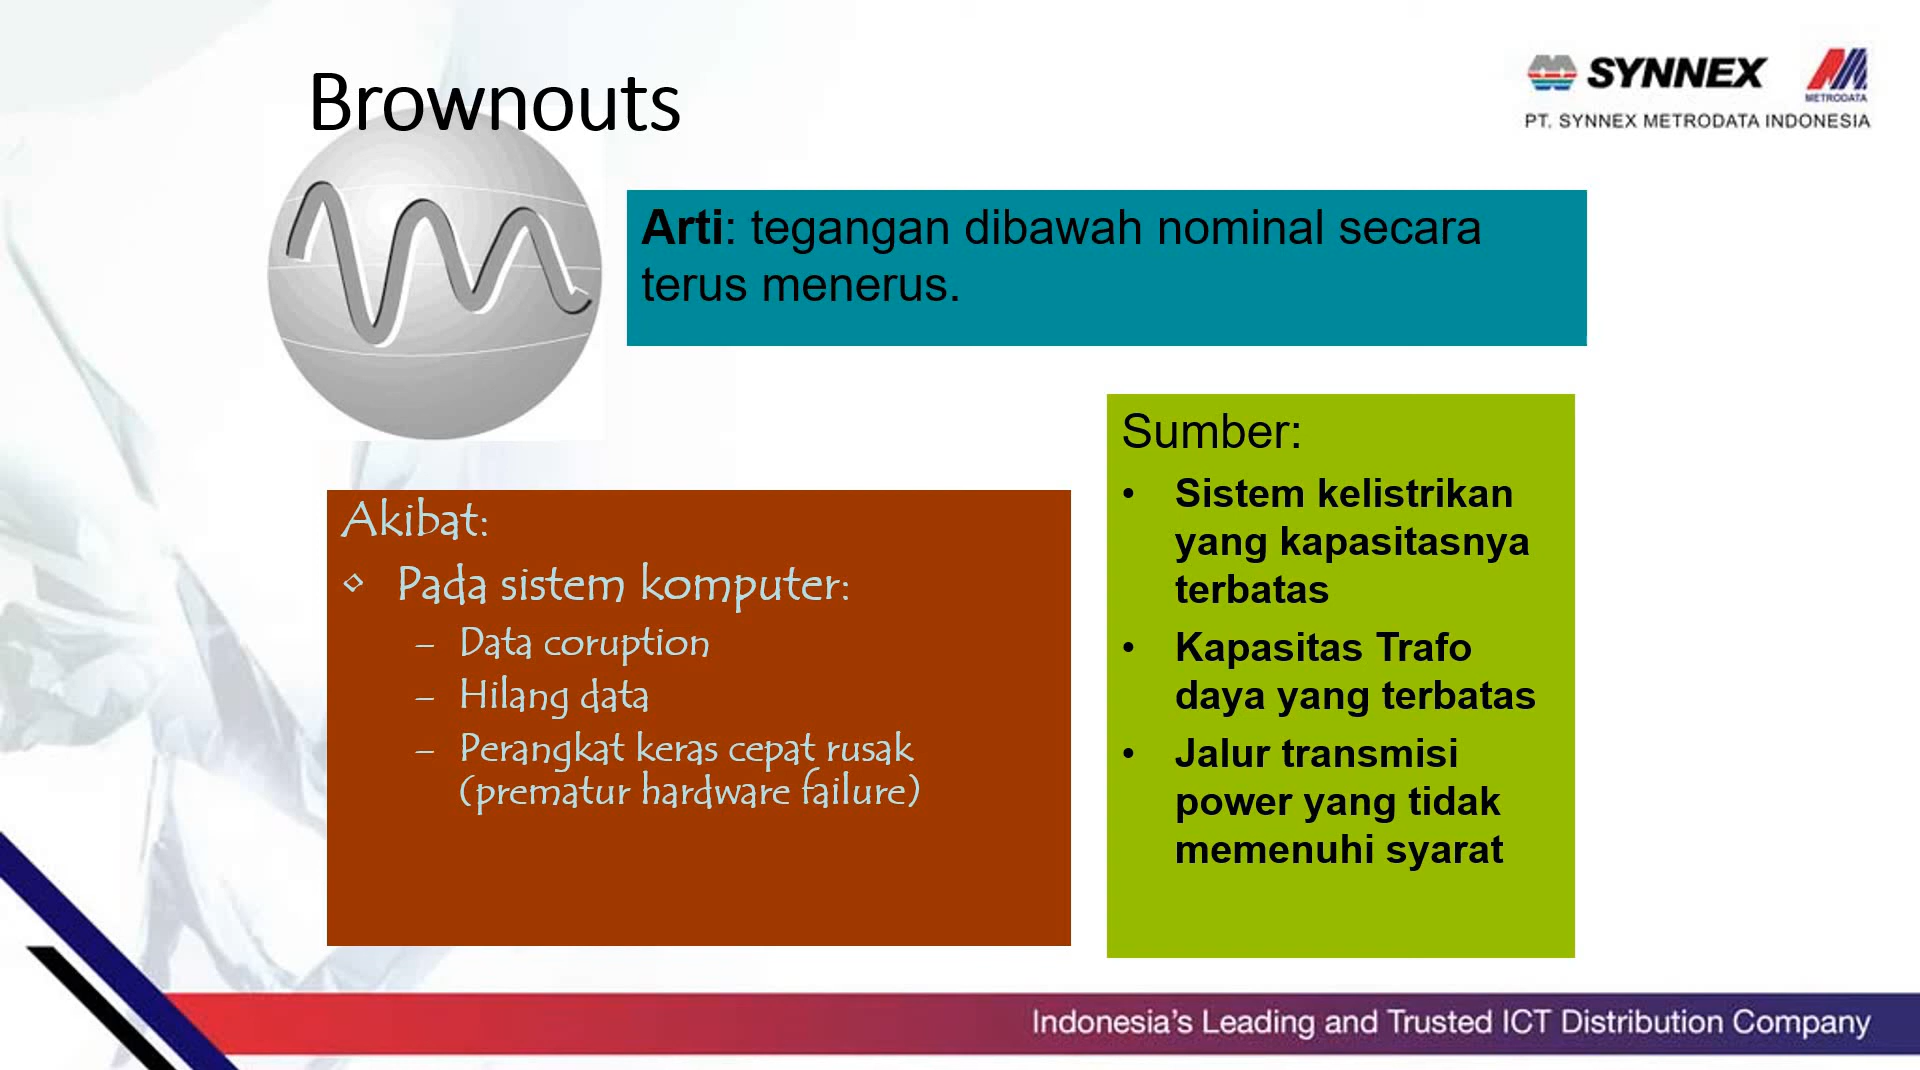 Brownouts
SYNNEX
METRODATA
PT. SYNNEX METRODATA INDONESIA
Arti: tegangan dibawah nominal secara
terus menerus.
Akibat:
• Pada sistem komputer:
– Data coruption
– Hilang data
– Perangkat keras cepat rusak
(prematur hardware failure)
Sumber:
• Sistem kelistrikan
yang kapasitasnya
terbatas
• Kapasitas Trafo
daya yang terbatas
• Jalur transmisi
power yang tidak
memenuhi syarat
Indonesia's Leading and Trusted ICT Distribution Company